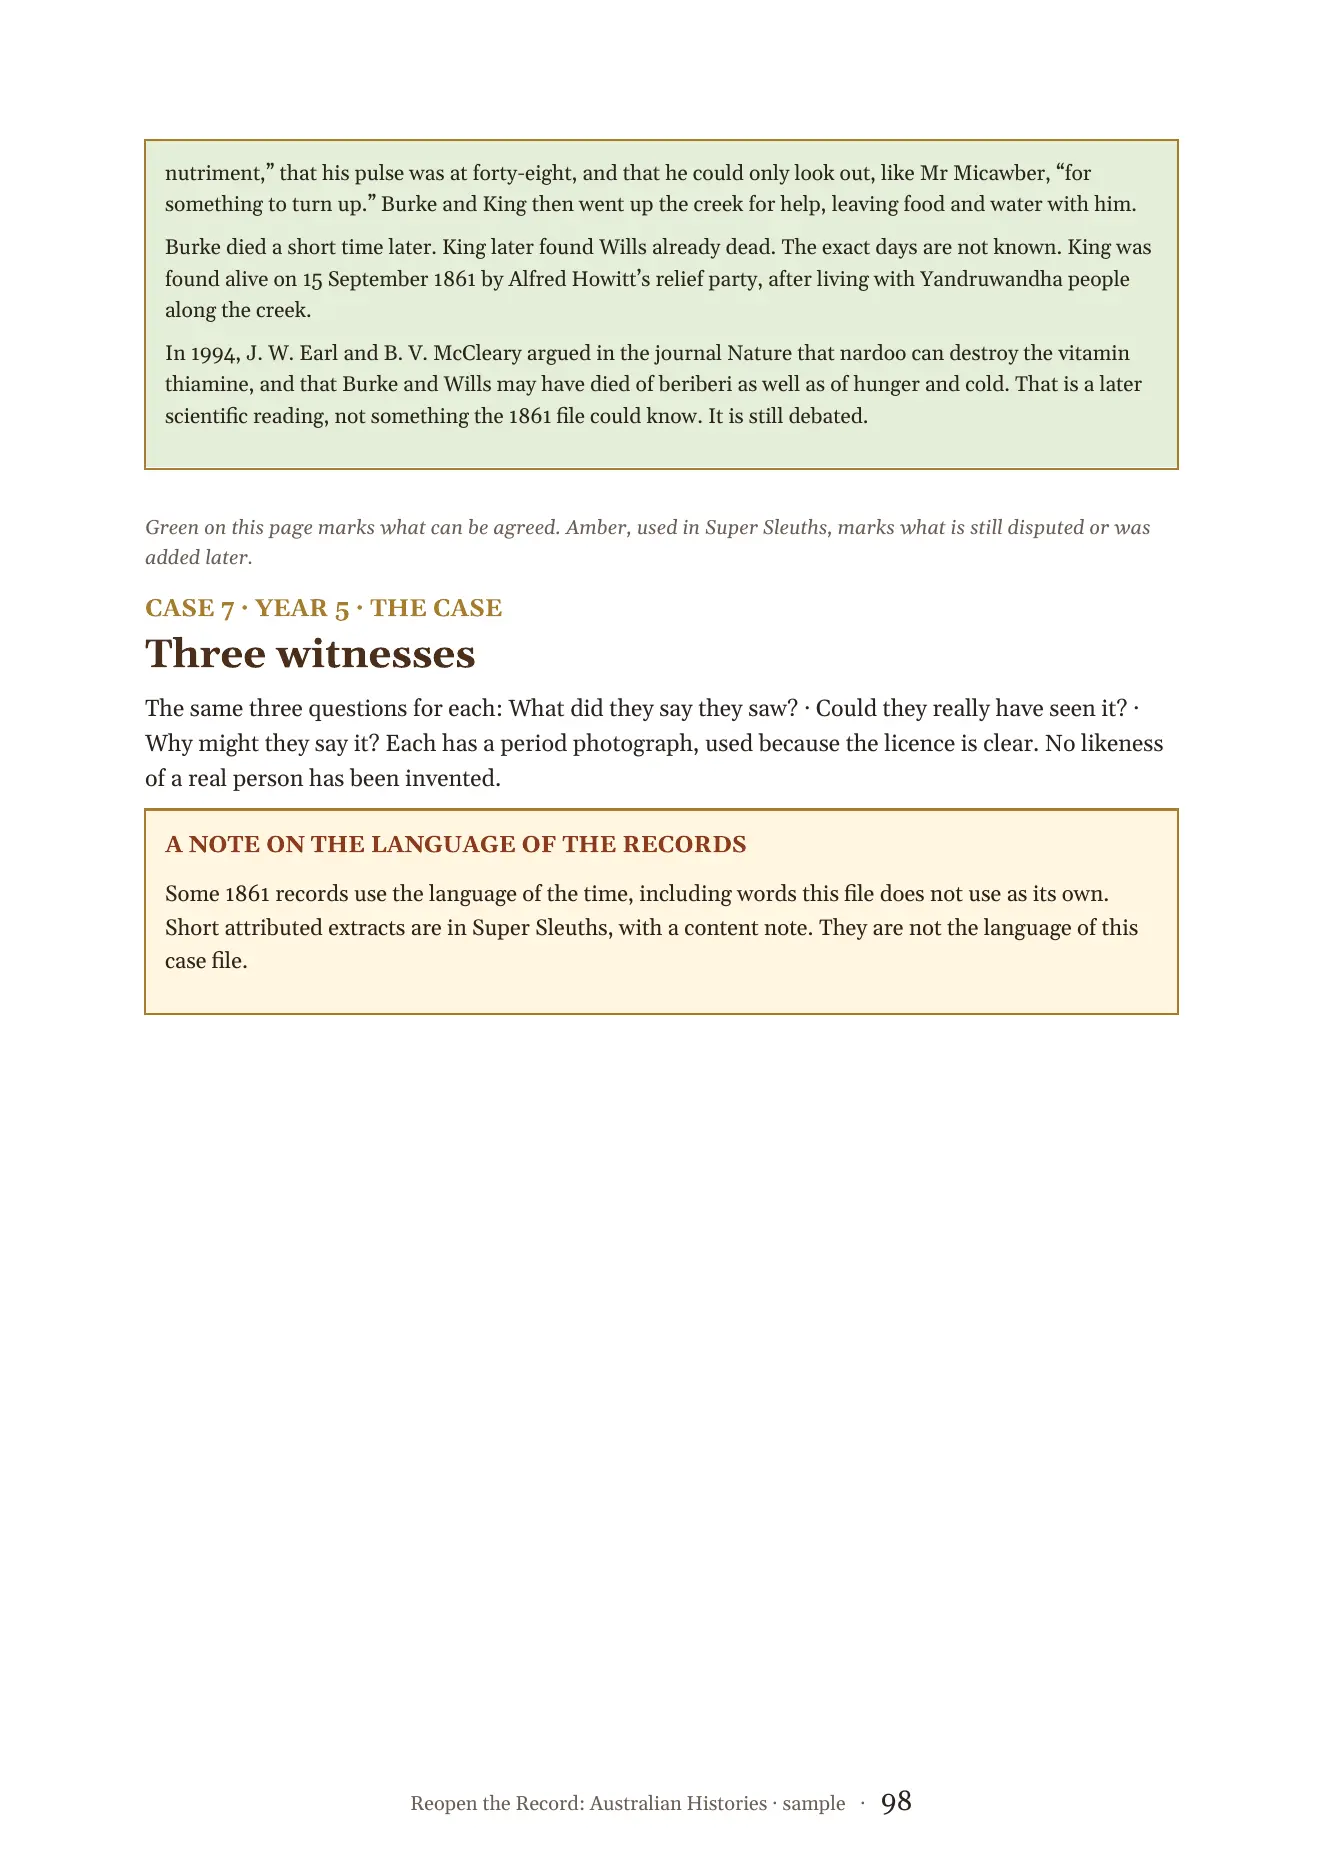 nutriment,” that his pulse was at forty-eight, and that he could only look out, like Mr Micawber, “for
something to turn up.” Burke and King then went up the creek for help, leaving food and water with him.
Burke died a short time later. King later found Wills already dead. The exact days are not known. King was
found alive on 15 September 1861 by Alfred Howitt’s relief party, after living with Yandruwandha people
along the creek.
In 1994, J. W. Earl and B. V. McCleary argued in the journal Nature that nardoo can destroy the vitamin
thiamine, and that Burke and Wills may have died of beriberi as well as of hunger and cold. That is a later
scientific reading, not something the 1861 file could know. It is still debated.
Green on this page marks what can be agreed. Amber, used in Super Sleuths, marks what is still disputed or was
added later.
CASE 7 · YEAR 5 · THE CASE
Three witnesses
The same three questions for each: What did they say they saw? · Could they really have seen it? ·
Why might they say it? Each has a period photograph, used because the licence is clear. No likeness
of a real person has been invented.
A NOTE ON THE LANGUAGE OF THE RECORDS
Some 1861 records use the language of the time, including words this file does not use as its own.
Short attributed extracts are in Super Sleuths, with a content note. They are not the language of this
case file.
Reopen the Record: Australian Histories · sample · 98